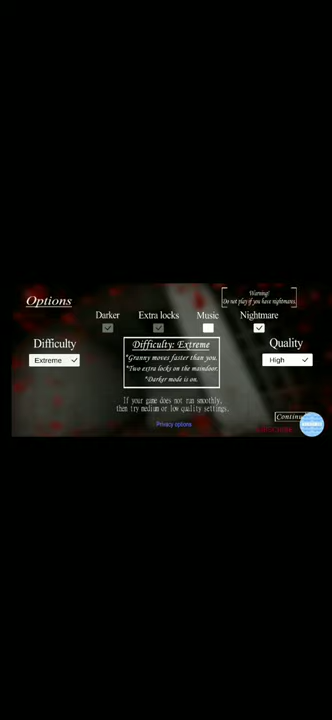 Warning!
Do not play if you have nightmares.
Options
Darker
Extra locks
Music
Nightmare
Difficulty
Extreme
Difficulty: Extreme
*Granny moves faster than you.
*Two extra locks on the maindoor.
*Darker mode is on.
Quality
High
If your game does not run smoothly,
then try medium or low quality settings.
Privacy options